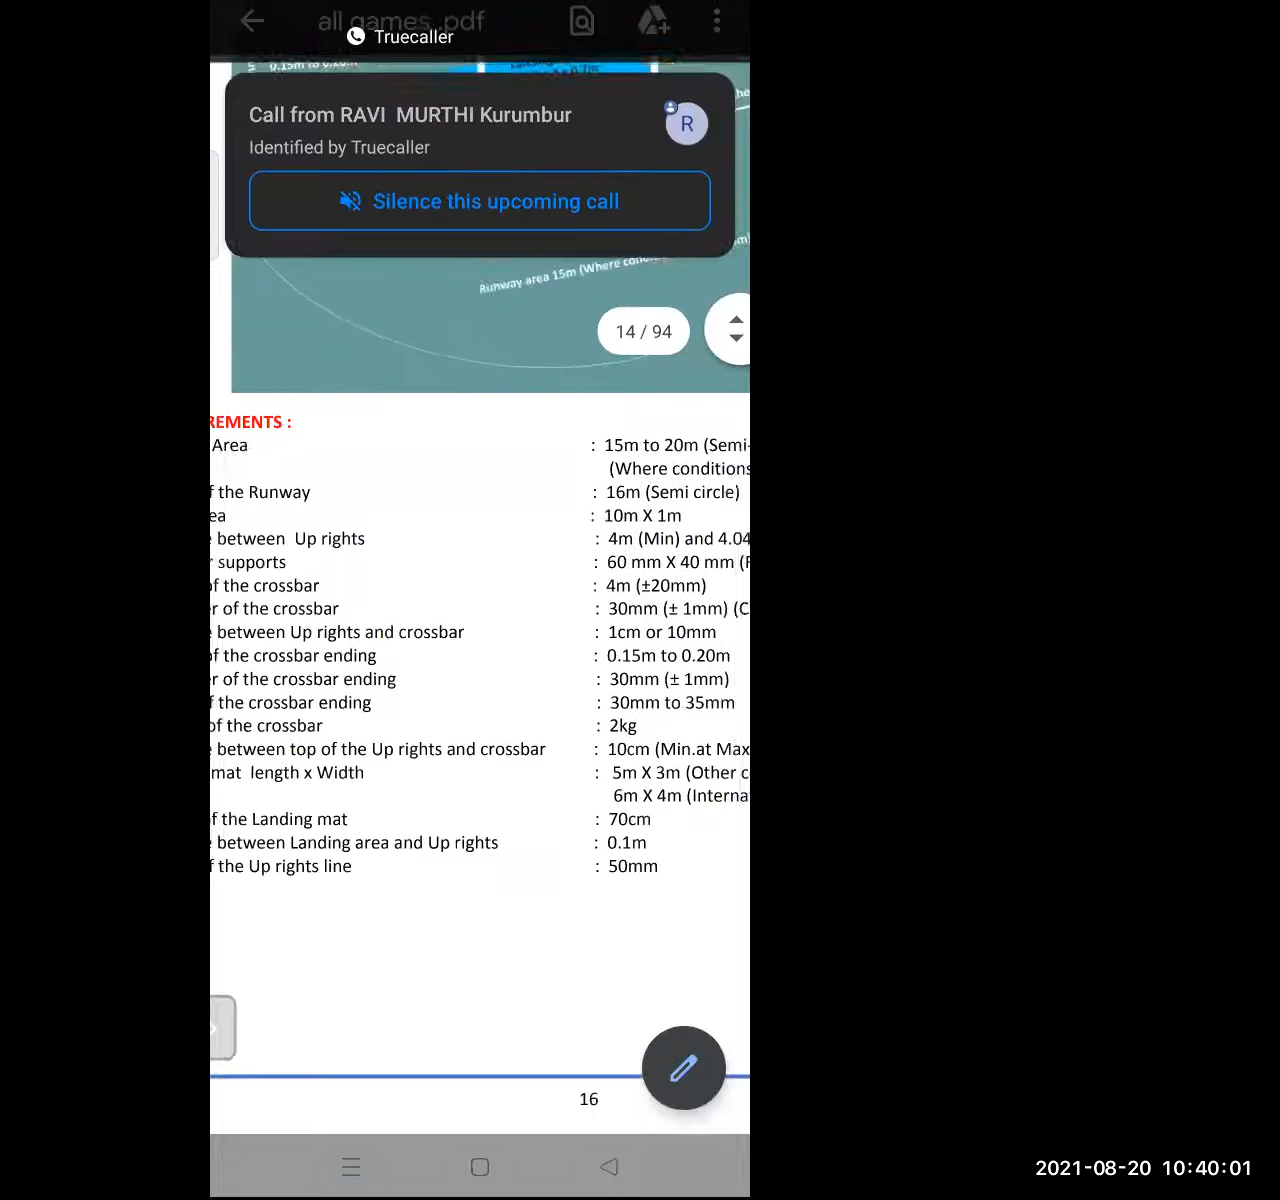 all games .pdf
Truecaller
0.15m to 0.20m
Call from RAVI  MURTHI Kurumbur
R
Identified by Truecaller
Silence this upcoming call
Runway area 15m (Where
14 / 94
REMENTS :
Area : 15m to 20m (Semi-
(Where conditions
f the Runway : 16m (Semi circle)
ea : 10m X 1m
e between  Up rights : 4m (Min) and 4.04
r supports : 60 mm X 40 mm (F
of the crossbar : 4m (±20mm)
er of the crossbar : 30mm (± 1mm) (C
e between Up rights and crossbar : 1cm or 10mm
of the crossbar ending : 0.15m to 0.20m
er of the crossbar ending : 30mm (± 1mm)
f the crossbar ending : 30mm to 35mm
of the crossbar : 2kg
e between top of the Up rights and crossbar : 10cm (Min.at Max
mat  length x Width : 5m X 3m (Other c
6m X 4m (Interna
f the Landing mat : 70cm
e between Landing area and Up rights : 0.1m
f the Up rights line : 50mm
16
2021-08-20 10:40:01